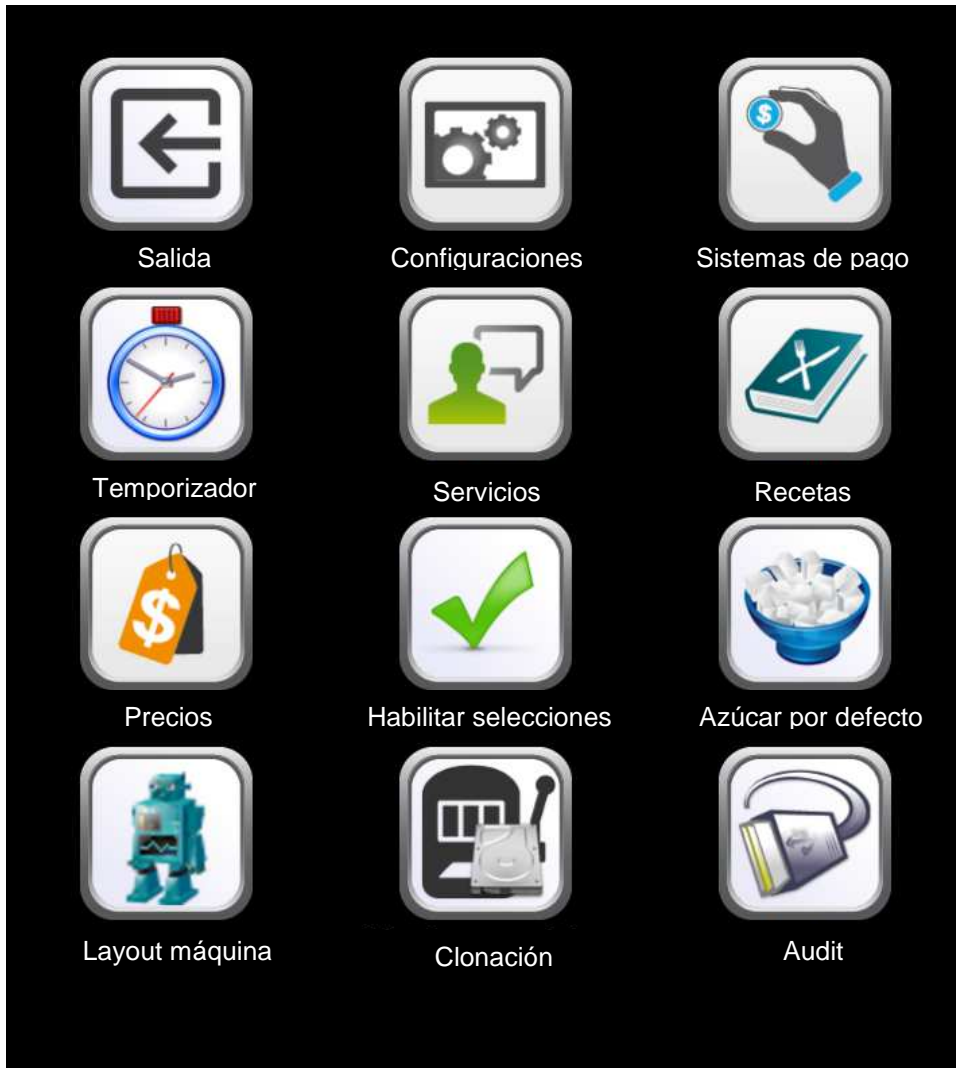 Salida
Configuraciones
Sistemas de pago
Temporizador
Servicios
Recetas
Precios
Habilitar selecciones
Azúcar por defecto
Layout máquina
Clonación
Audit